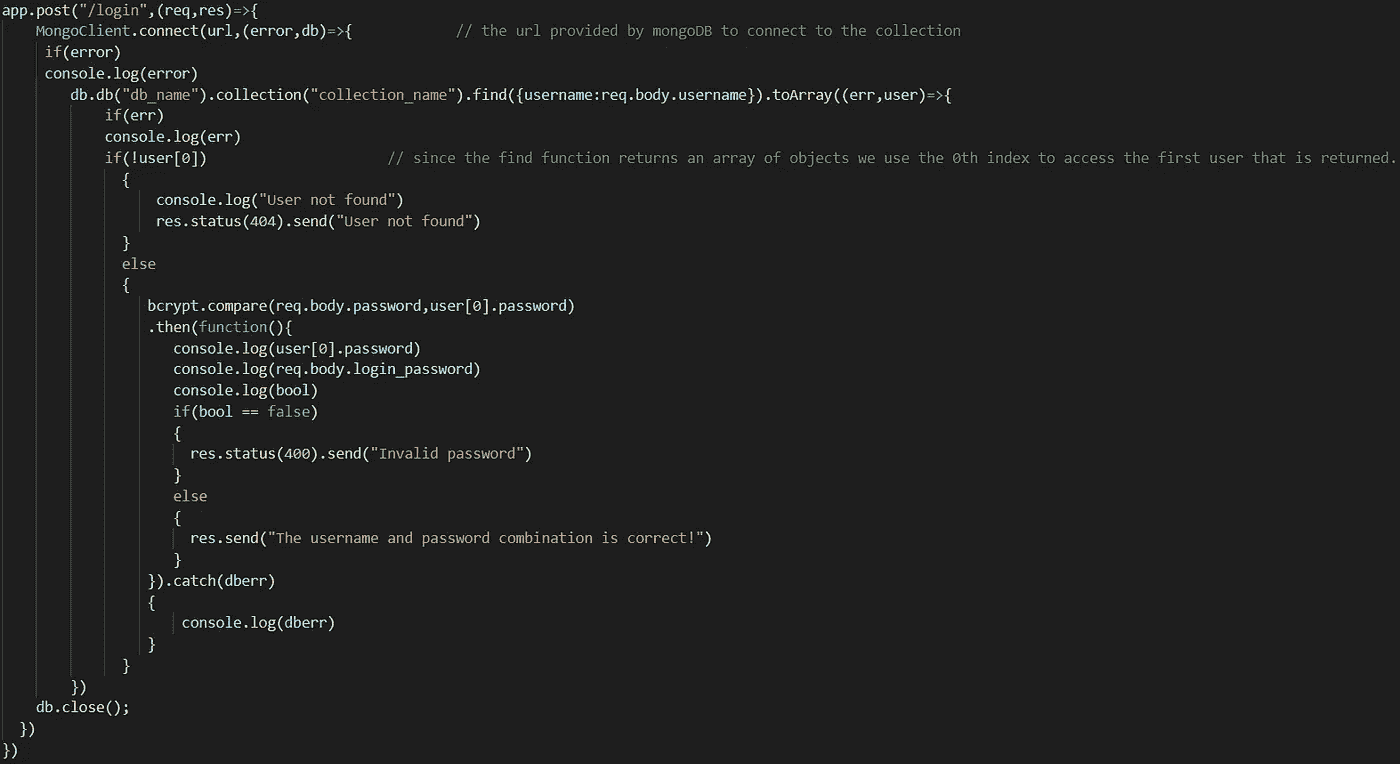 app.post("/login",(req,res)=>{
MongoClient.connect(url,(error,db)=>{ // the url provided by mongoDB to connect to the collection
if(error)
console.log(error)
db.db("db_name").collection("collection_name").find({username:req.body.username}).toArray((err,user)=>{
if(err)
console.log(err)
if(!user[0]) // since the find function returns an array of objects we use the 0th index to access the first user that is returned.
{
console.log("User not found")
res.status(404).send("User not found")
}
else
{
bcrypt.compare(req.body.password,user[0].password)
.then(function(){
console.log(user[0].password)
console.log(req.body.login_password)
console.log(bool)
if(bool == false)
{
res.status(400).send("Invalid password")
}
else
{
res.send("The username and password combination is correct!")
}
}).catch(dberr)
{
console.log(dberr)
}
}
})
db.close();
})
})